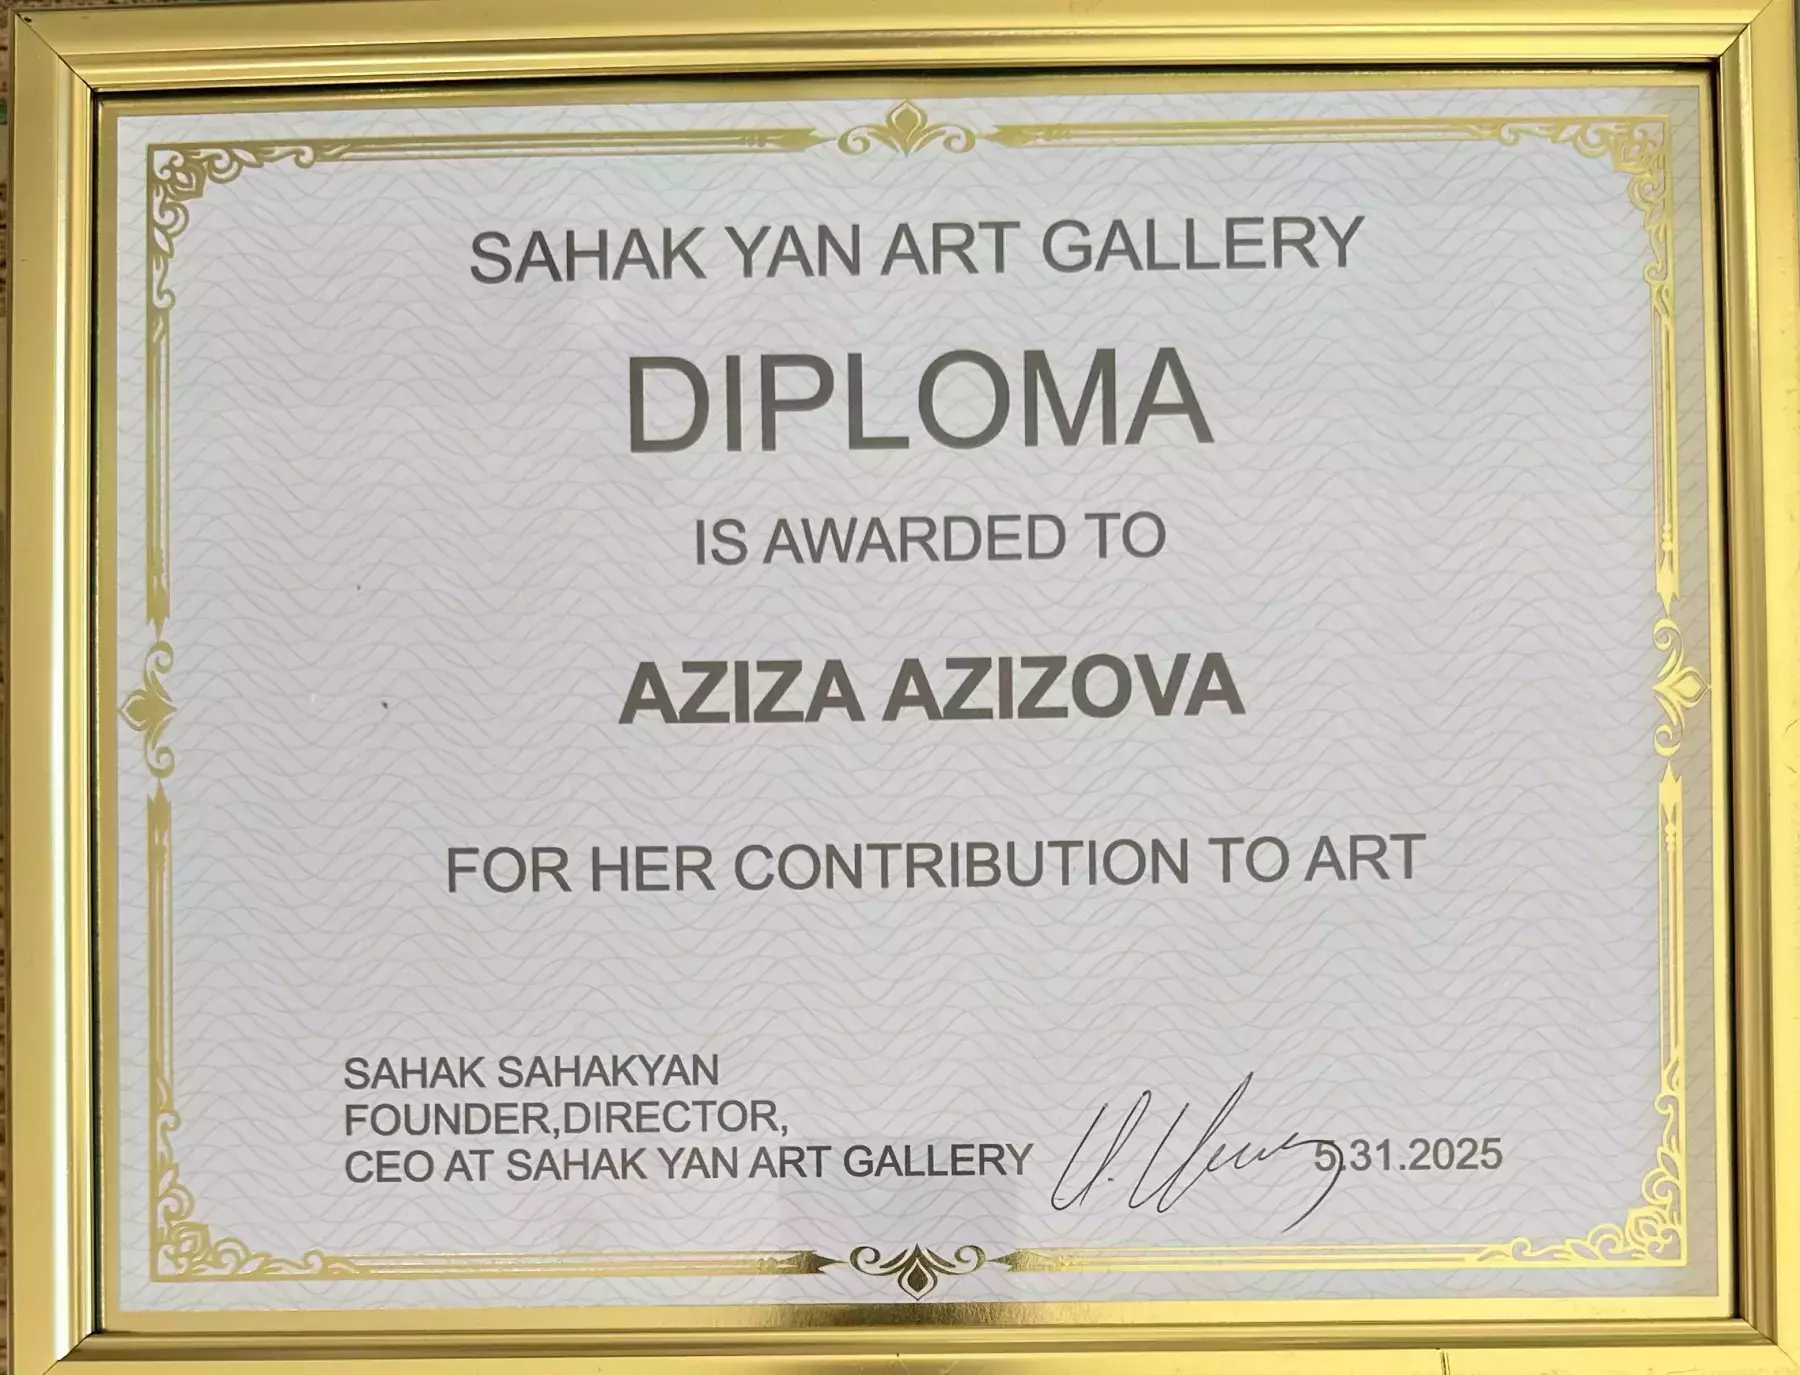 SAHAK YAN ART GALLERY
DIPLOMA
IS AWARDED TO
AZIZA AZIZOVA
FOR HER CONTRIBUTION TO ART
SAHAK SAHAKYAN
FOUNDER,DIRECTOR,
CEO AT SAHAK YAN ART GALLERY
5.31.2025